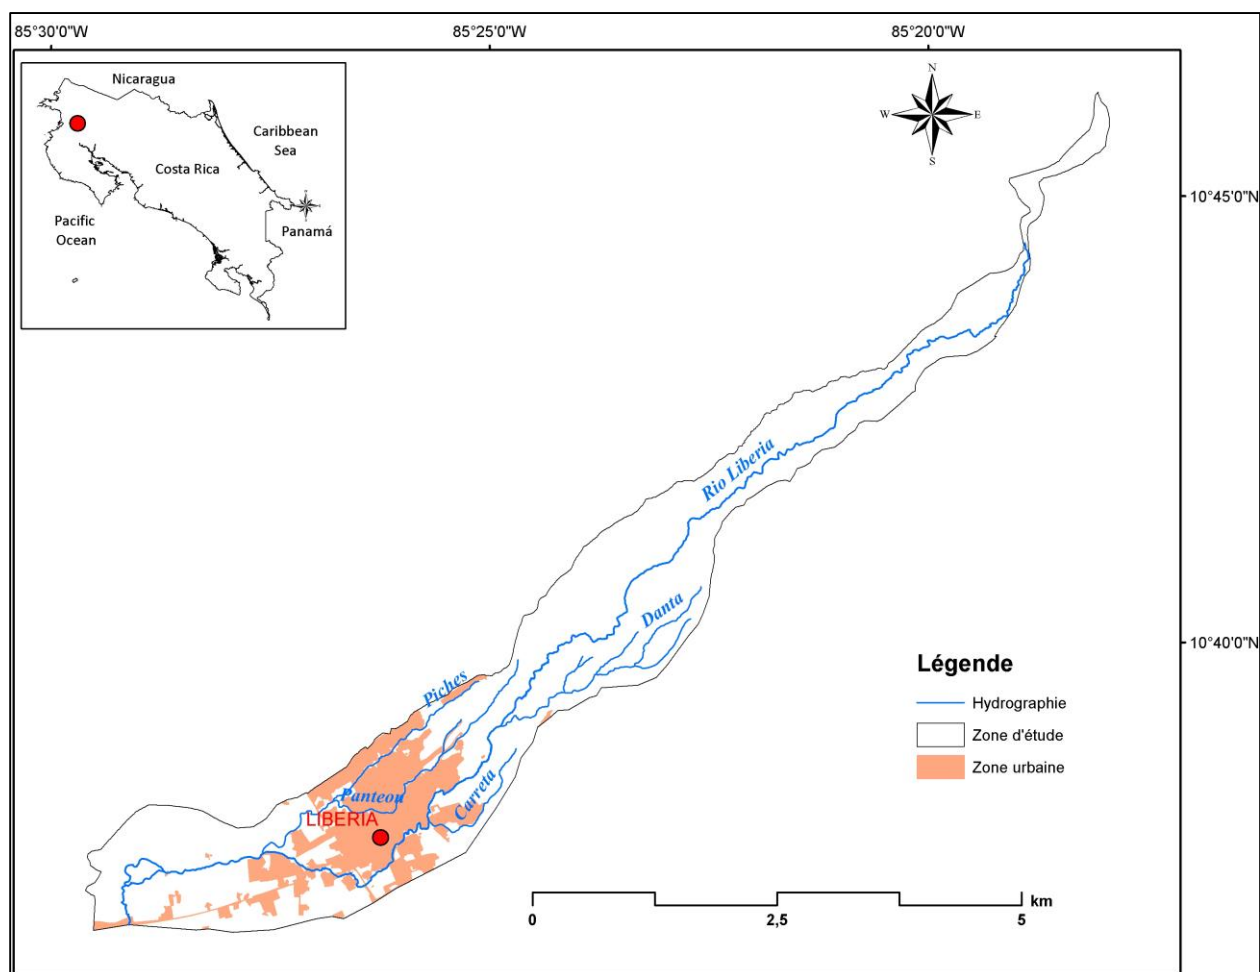 85°30'0"W
85°25'0"W
85°20'0"W
Nicaragua
Caribbean
Sea
Costa Rica
Pacific
Ocean
Panamá
N
W
E
S
10°45'0"N
Rio Liberia
Danta
10°40'0"N
Piches
Légende
Hydrographie
Zone d'étude
Zone urbaine
Panteon
Carreta
LIBERIA
km
0
2,5
5